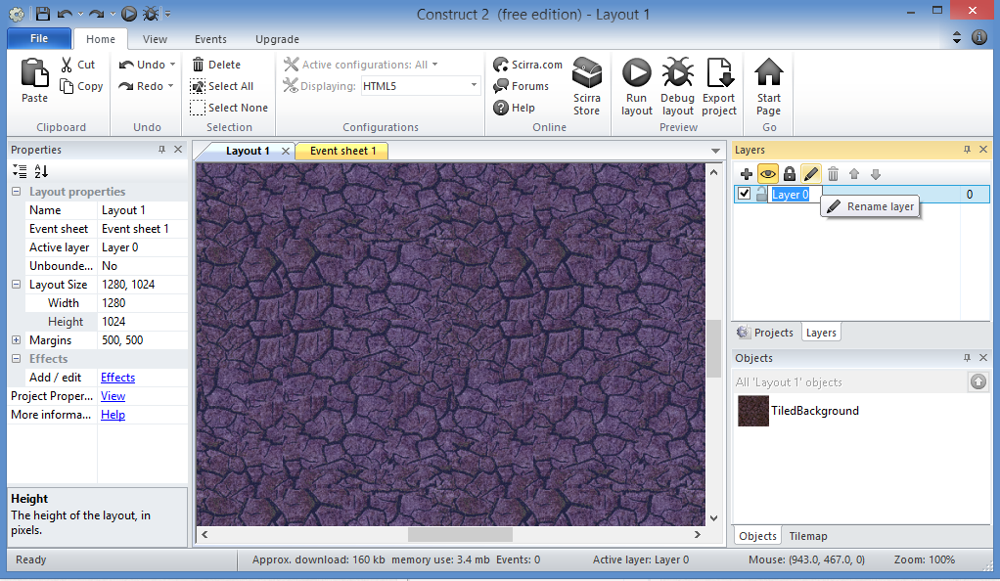 Construct 2 (free edition) - Layout 1
File Home View Events Upgrade
Paste
Cut
Copy
Clipboard
Undo
Redo
Undo
Delete
Select All
Select None
Selection
Active configurations: All
Displaying: HTML5
Configurations
Scirra.com
Forums
Help
Scirra
Store
Online
Run
layout
Debug
layout
Export
project
Preview
Start
Page
Go
Properties
Layout properties
Name Layout 1
Event sheet Event sheet 1
Active layer Layer 0
Unbounde... No
Layout Size 1280, 1024
Width 1280
Height 1024
Margins 500, 500
Effects
Add / edit Effects
Project Proper... View
More informa... Help
Height
The height of the layout, in
pixels.
Layout 1 Event sheet 1
Layers
Layer 0 0
Rename layer
Projects Layers
Objects
All 'Layout 1' objects
TiledBackground
Objects Tilemap
Ready Approx. download: 160 kb memory use: 3.4 mb Events: 0 Active layer: Layer 0 Mouse: (943.0, 467.0, 0) Zoom: 100%